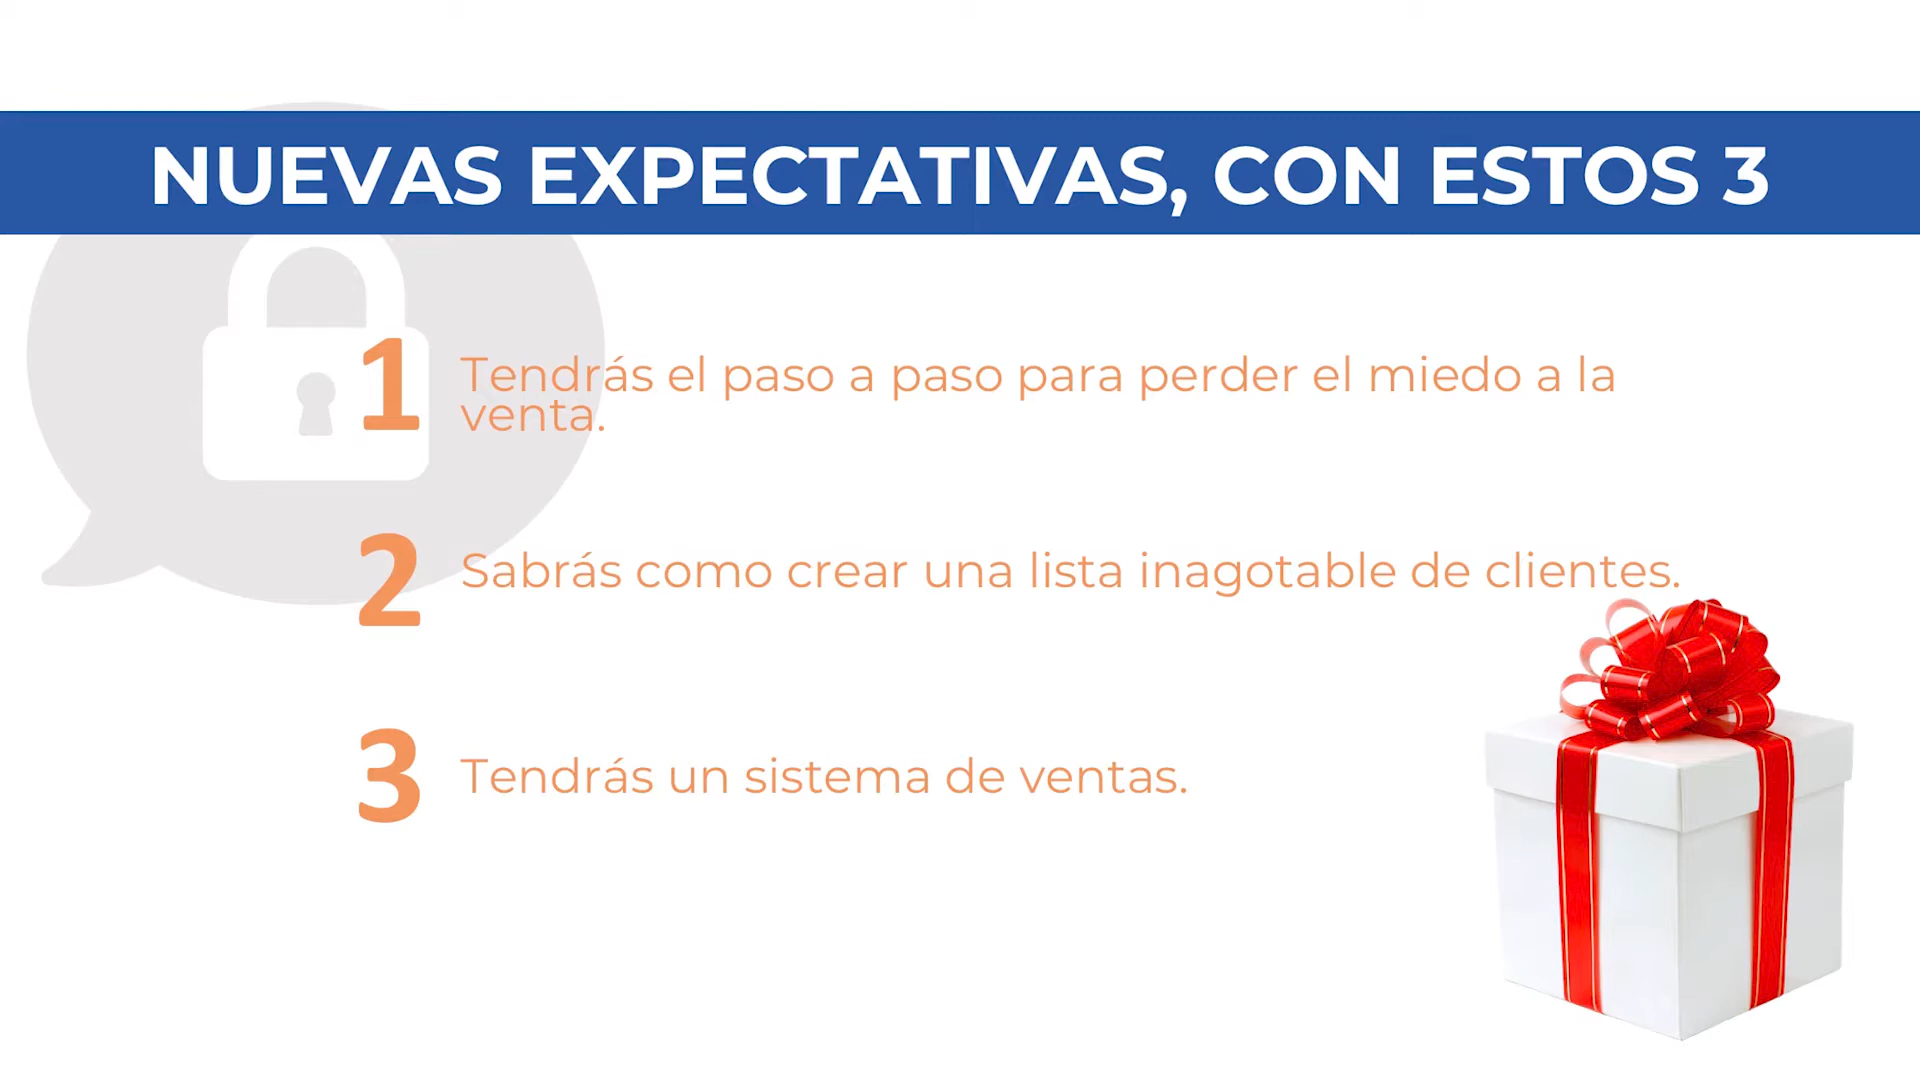 NUEVAS EXPECTATIVAS, CON ESTOS 3
1 Tendrás el paso a paso para perder el miedo a la
venta.
2 Sabrás como crear una lista inagotable de clientes.
3 Tendrás un sistema de ventas.